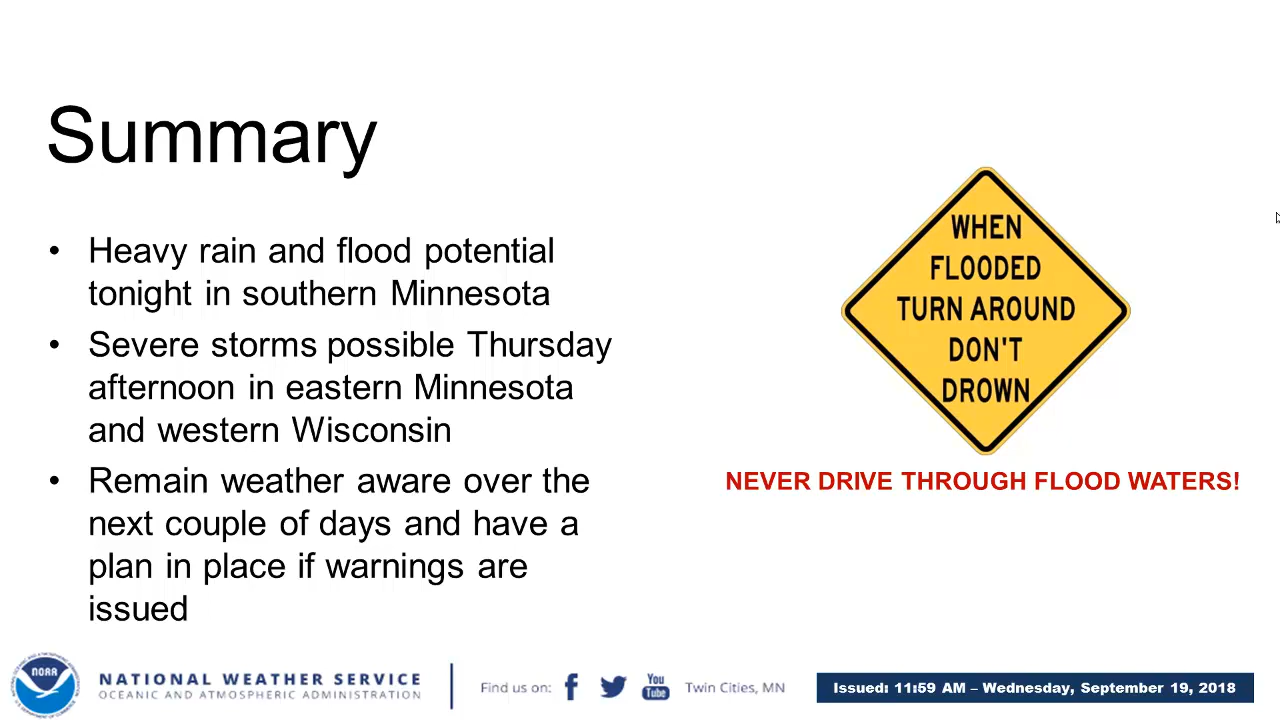 Summary
• Heavy rain and flood potential
tonight in southern Minnesota
• Severe storms possible Thursday
afternoon in eastern Minnesota
and western Wisconsin
• Remain weather aware over the
next couple of days and have a
plan in place if warnings are
issued
WHEN
FLOODED
TURN AROUND
DON'T
DROWN
NEVER DRIVE THROUGH FLOOD WATERS!
NOAA
NATIONAL WEATHER SERVICE
OCEANIC AND ATMOSPHERIC ADMINISTRATION
Find us on:
You
Tube
Twin Cities, MN
Issued: 11:59 AM – Wednesday, September 19, 2018